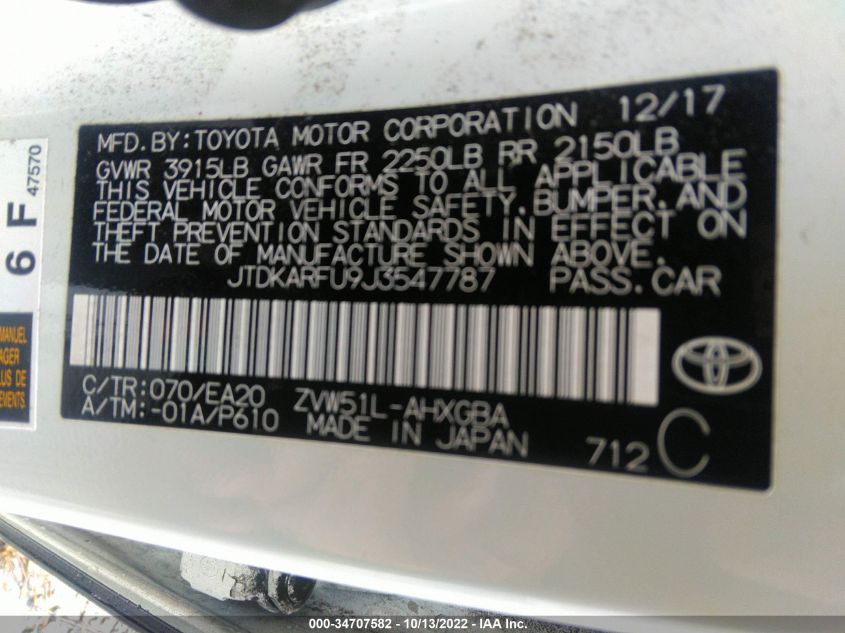 12/17
MFD. BY: TOYOTA MOTOR CORPORATION
GVWR 3915LB GAWR FR 2250LB RR 2150LB
THIS VEHICLE CONFORMS TO ALL APPLICABLE
FEDERAL MOTOR VEHICLE SAFETY, BUMPER, AND
THEFT PREVENTION STANDARDS IN EFFECT ON
THE DATE OF MANUFACTURE SHOWN ABOVE.
JTDKARFU9J3547787 PASS. CAR
C/TR: 070/EA20 ZVW51L-AHXGBA
A/TM: -01A/P610 MADE IN JAPAN
712 C
6 F 47570
MANUEL
LUS DE
EXES.
000-34707582 - 10/13/2022 - IAA Inc.